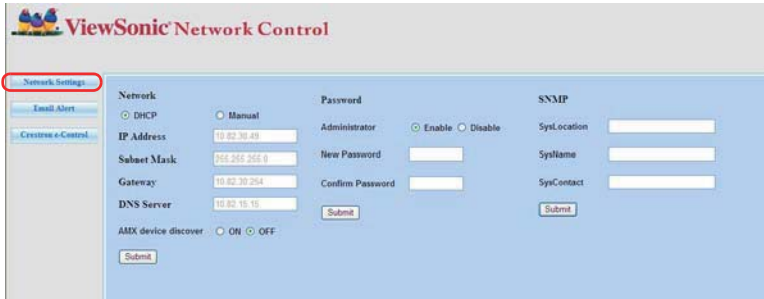 ViewSonic® Network Control
Network Settings
Email Alert
Crestron e-Control
Network
DHCP Manual
IP Address 10.82.30.49
Subnet Mask 255.255.255.0
Gateway 10.82.30.254
DNS Server 10.82.15.15
AMX device discover ON OFF
Submit
Password
Administrator Enable Disable
New Password
Confirm Password
Submit
SNMP
SysLocation
SysName
SysContact
Submit